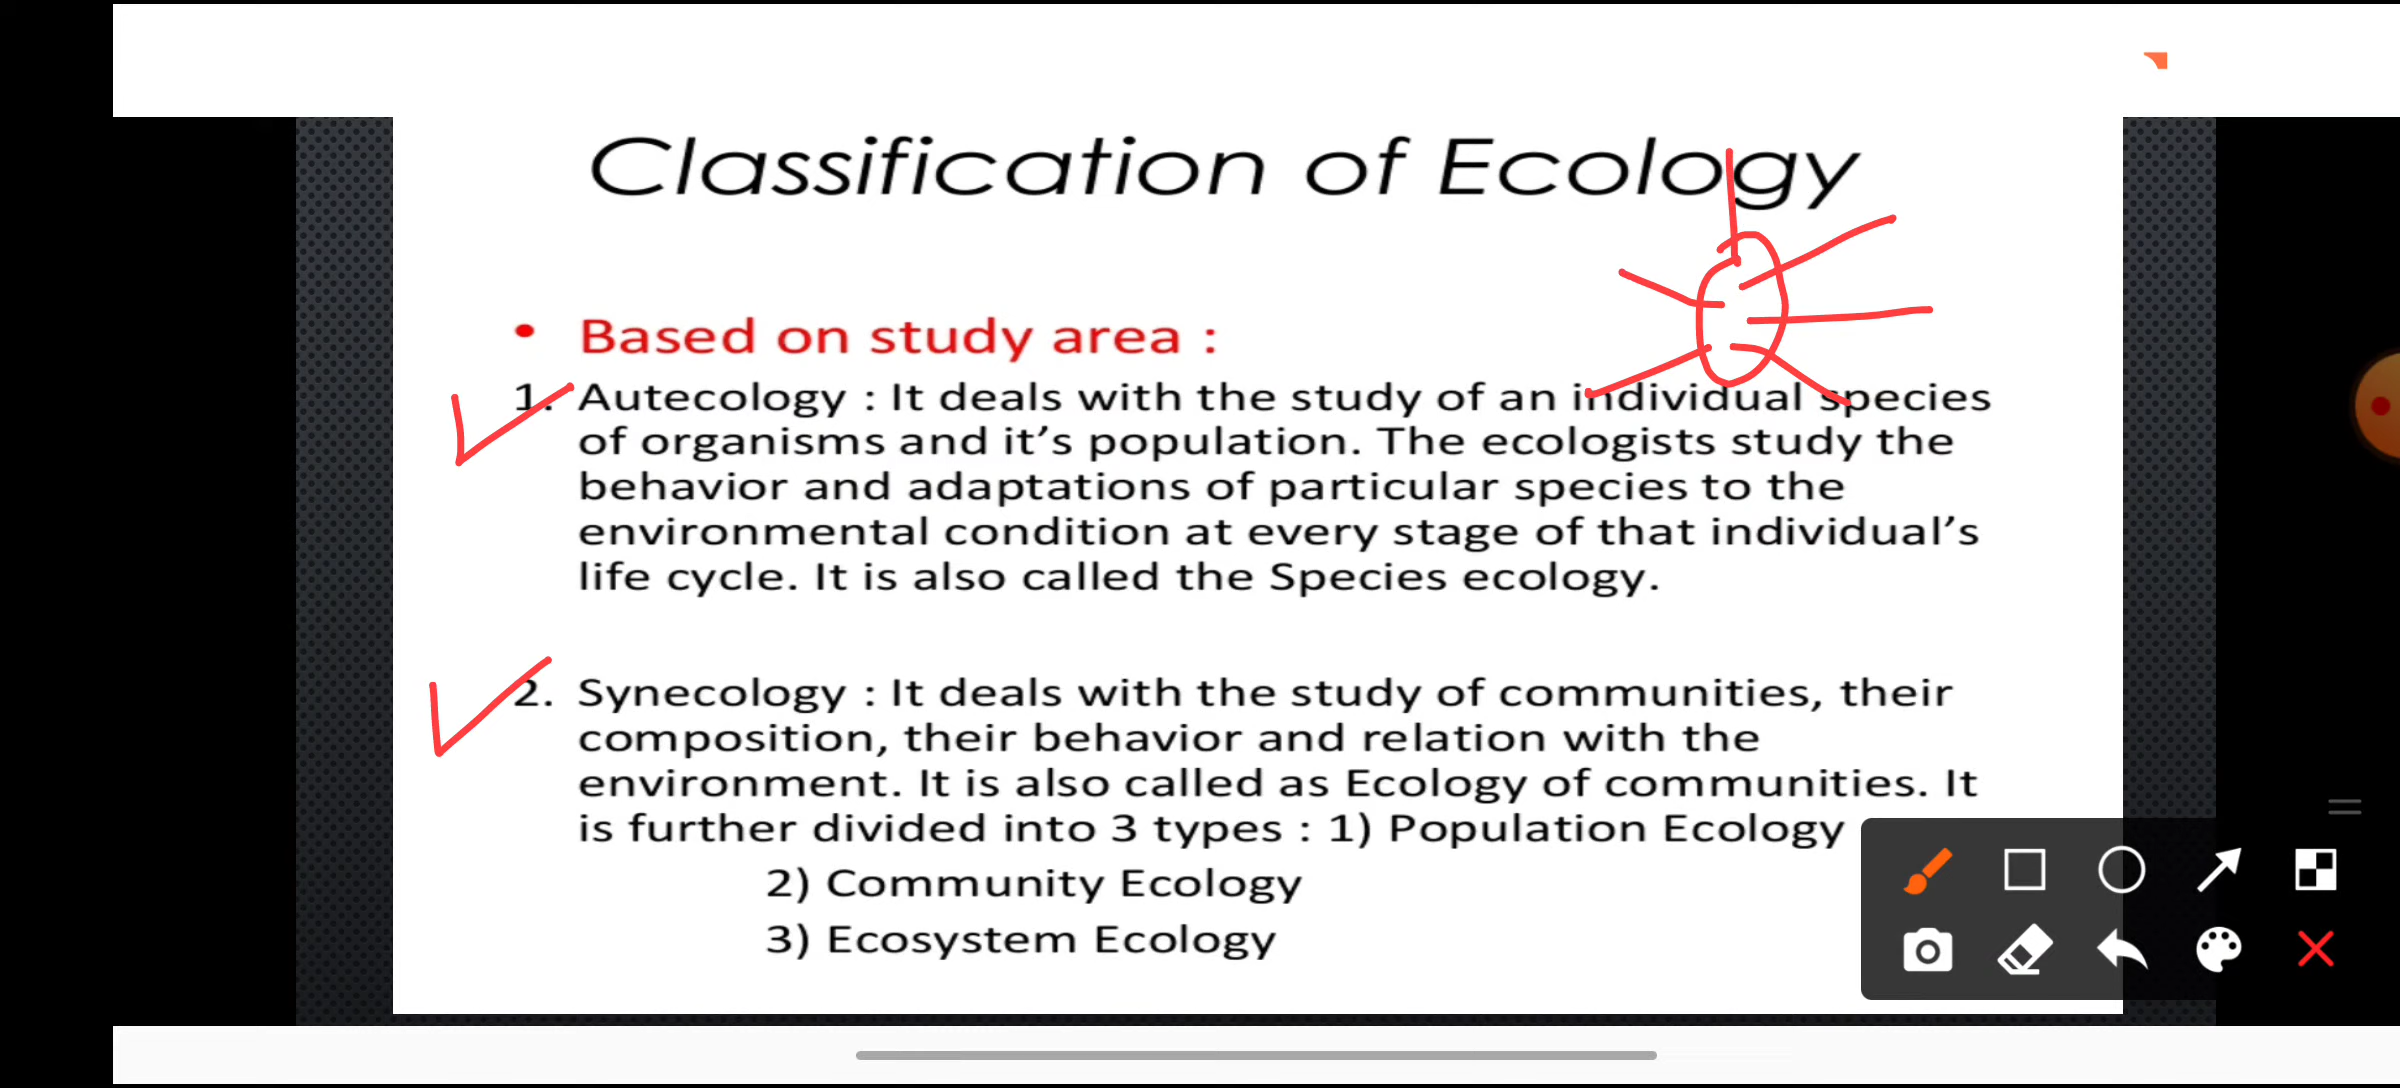 Classification of Ecology
• Based on study area :
1. Autecology : It deals with the study of an individual species
of organisms and it’s population. The ecologists study the
behavior and adaptations of particular species to the
environmental condition at every stage of that individual’s
life cycle. It is also called the Species ecology.
2. Synecology : It deals with the study of communities, their
composition, their behavior and relation with the
environment. It is also called as Ecology of communities. It
is further divided into 3 types : 1) Population Ecology
2) Community Ecology
3) Ecosystem Ecology